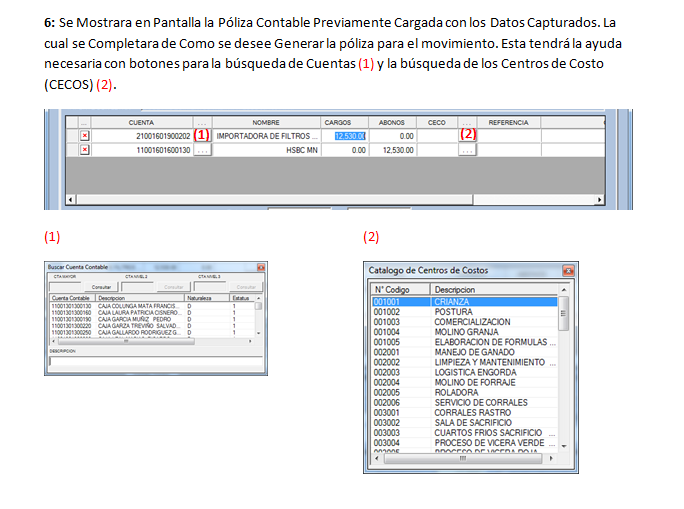 6: Se Mostrara en Pantalla la Póliza Contable Previamente Cargada con los Datos Capturados. La
cual se Completara de Como se desee Generar la póliza para el movimiento. Esta tendrá la ayuda
necesaria con botones para la búsqueda de Cuentas (1) y la búsqueda de los Centros de Costo
(CECOS) (2).
... CUENTA ... NOMBRE CARGOS ABONOS CECO ... REFERENCIA
21001601900202 (1) IMPORTADORA DE FILTROS ... 12,530.00 0.00 (2)
11001601600130 ... HSBC MN 0.00 12,530.00 ...
(1) (2)
Buscar Cuenta Contable
CTA MAYOR CTA NIVEL 2 CTA NIVEL 3
Consultar Consultar Consultar
Cuenta Contable Descripcion Naturaleza Estatus
11001301300130 CAJA COLUNGA MATA FRANCIS... D 1
11001301300160 CAJA LAURA PATRICIA CISNERO... D 1
11001301300190 CAJA GARCIA MUÑIZ PEDRO D 1
11001301300220 CAJA GARZA TREVIÑO SALVAD... D 1
11001301300250 CAJA GALLARDO RODRIGUEZ G... D 1
DESCRIPCION
Catalogo de Centros de Costos
N° Codigo Descripcion
001001 CRIANZA
001002 POSTURA
001003 COMERCIALIZACION
001004 MOLINO GRANJA
001005 ELABORACION DE FORMULAS ...
002001 MANEJO DE GANADO
002002 LIMPIEZA Y MANTENIMIENTO ...
002003 LOGISTICA ENGORDA
002004 MOLINO DE FORRAJE
002005 ROLADORA
002006 SERVICIO DE CORRALES
003001 CORRALES RASTRO
003002 SALA DE SACRIFICIO
003003 CUARTOS FRIOS SACRIFICIO ...
003004 PROCESO DE VICERA VERDE ...
003005 PROCESO DE VICERA ROJA